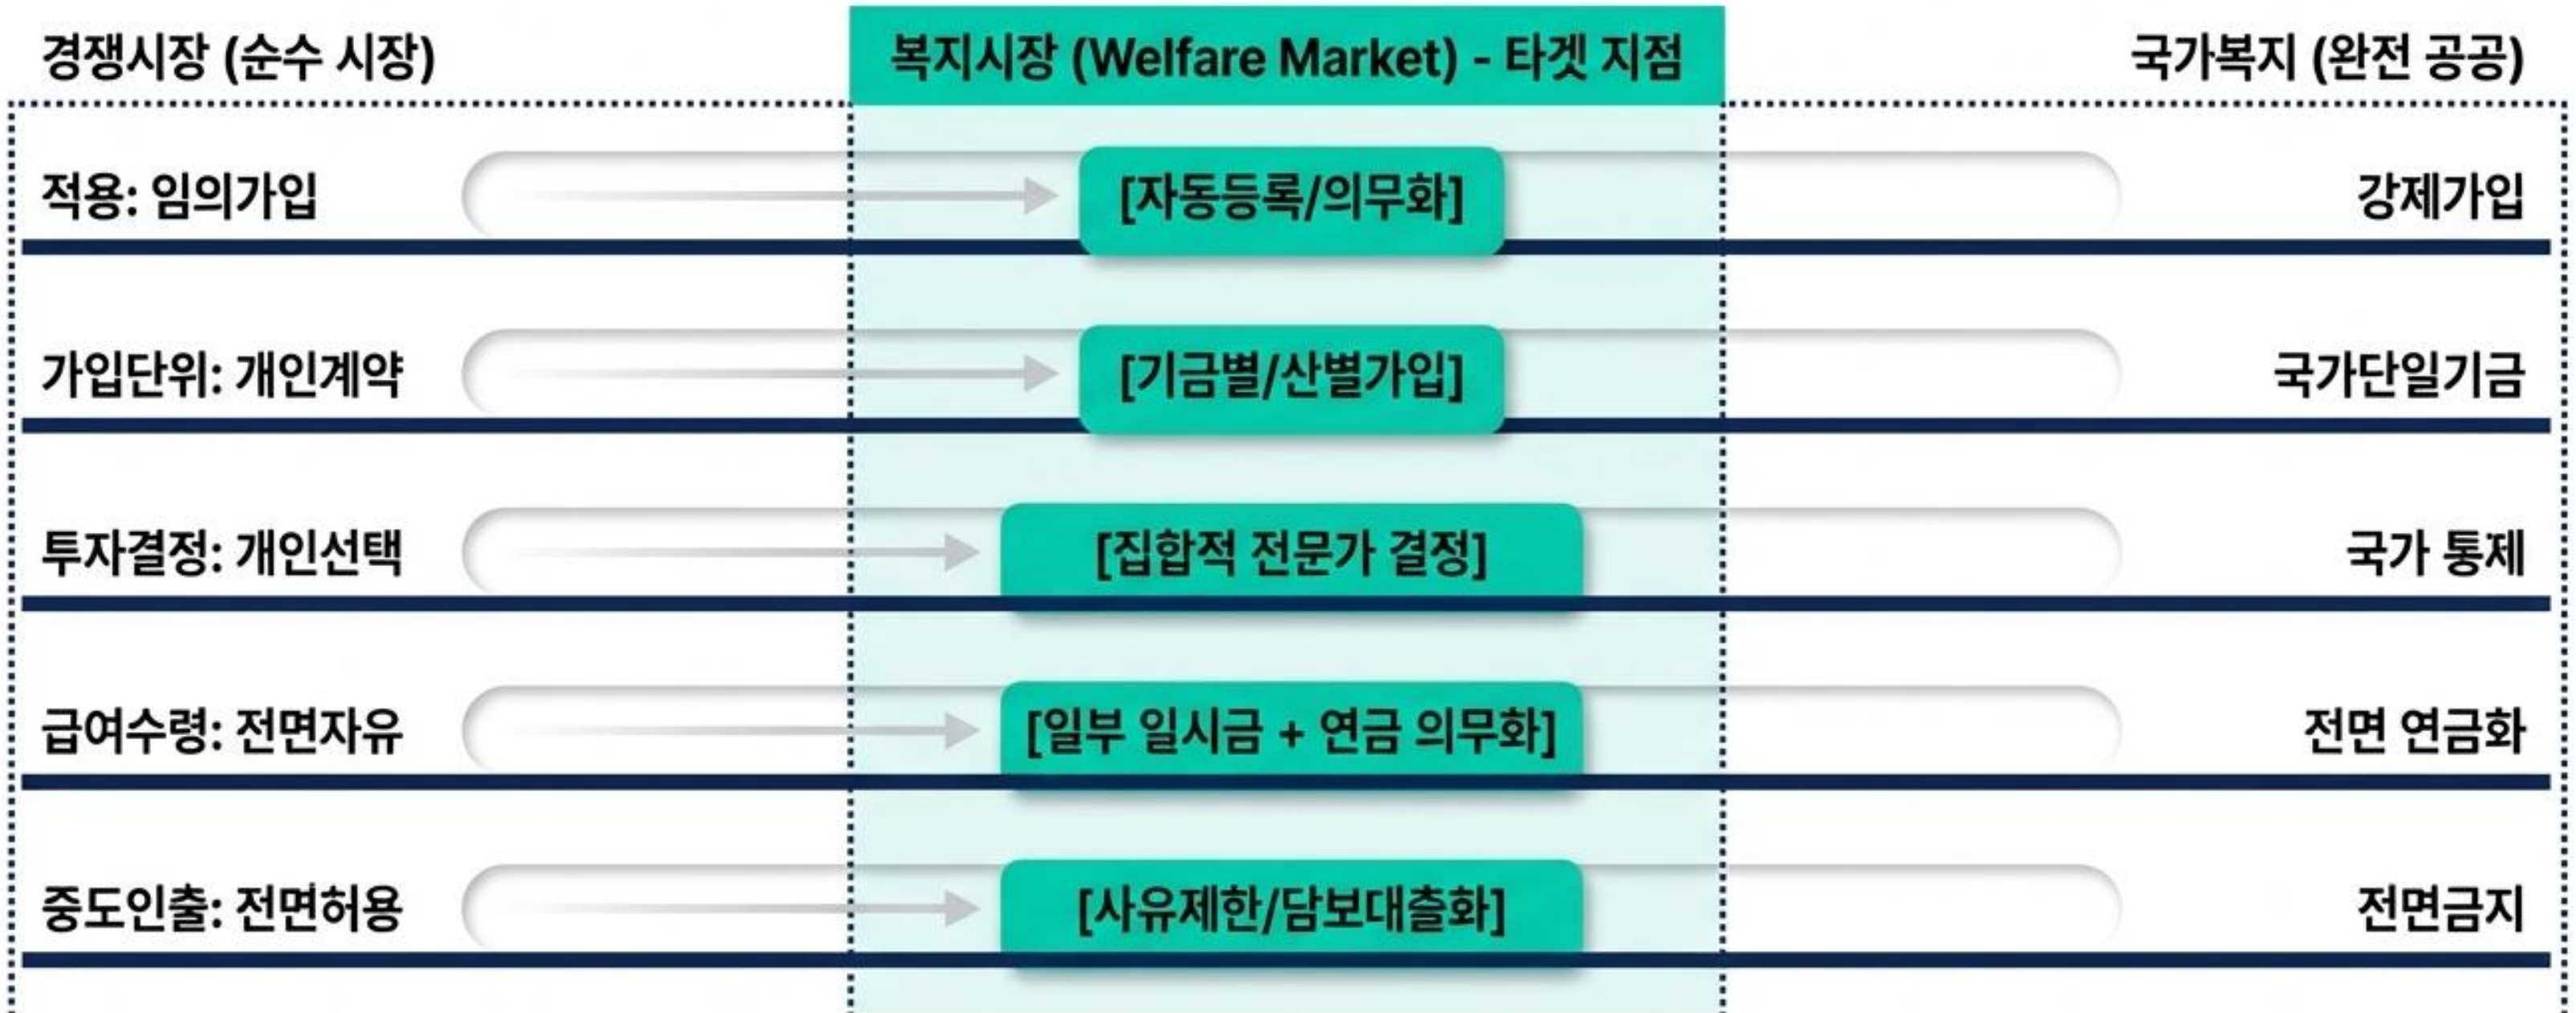 경쟁시장 (순수 시장) 복지시장 (Welfare Market) - 타겟 지점 국가복지 (완전 공공)
적용: 임의가입 [자동등록/의무화] 강제가입
가입단위: 개인계약 [기금별/산별가입] 국가단일기금
투자결정: 개인선택 [집합적 전문가 결정] 국가 통제
급여수령: 전면자유 [일부 일시금 + 연금 의무화] 전면 연금화
중도인출: 전면허용 [사유제한/담보대출화] 전면금지